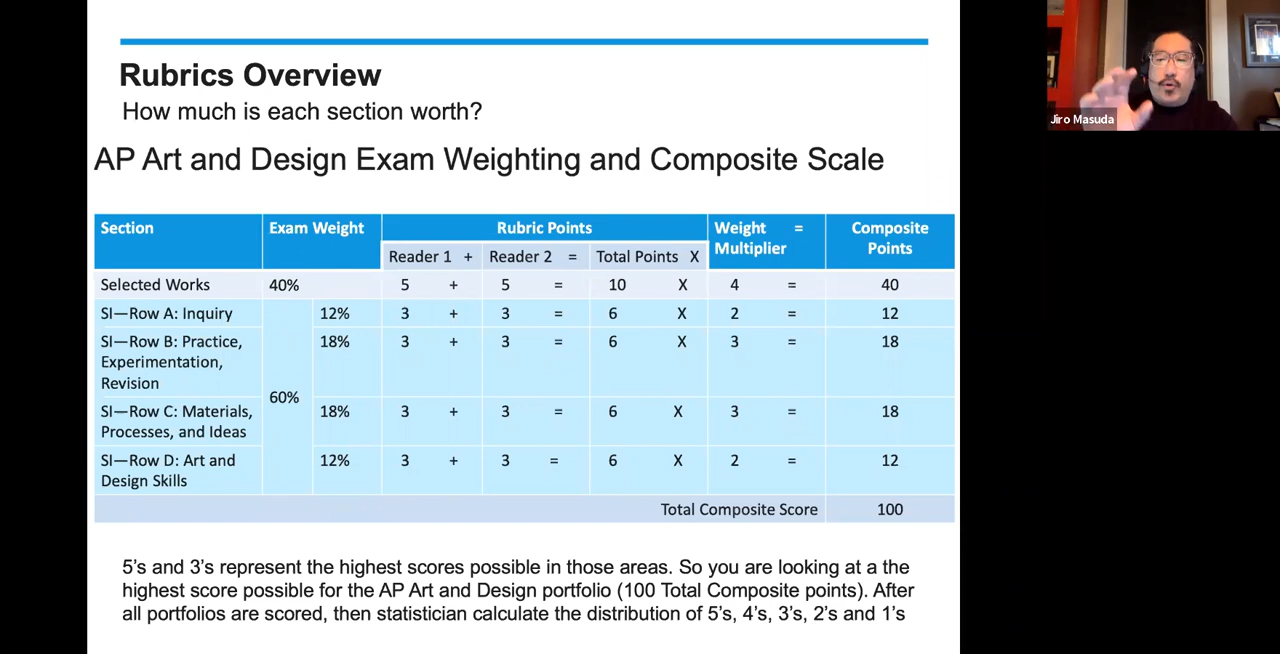 Rubrics Overview
How much is each section worth?
AP Art and Design Exam Weighting and Composite Scale
Section Exam Weight Rubric Points Weight = Multiplier Composite Points
Reader 1 + Reader 2 = Total Points X
Selected Works 40% 5 + 5 = 10 X 4 = 40
SI—Row A: Inquiry 12% 3 + 3 = 6 X 2 = 12
SI—Row B: Practice, 18% 3 + 3 = 6 X 3 = 18
Experimentation,
Revision
60%
SI—Row C: Materials, 18% 3 + 3 = 6 X 3 = 18
Processes, and Ideas
SI—Row D: Art and 12% 3 + 3 = 6 X 2 = 12
Design Skills
Total Composite Score 100
5's and 3's represent the highest scores possible in those areas. So you are looking at a the
highest score possible for the AP Art and Design portfolio (100 Total Composite points). After
all portfolios are scored, then statistician calculate the distribution of 5's, 4's, 3's, 2's and 1's
Jiro Masuda